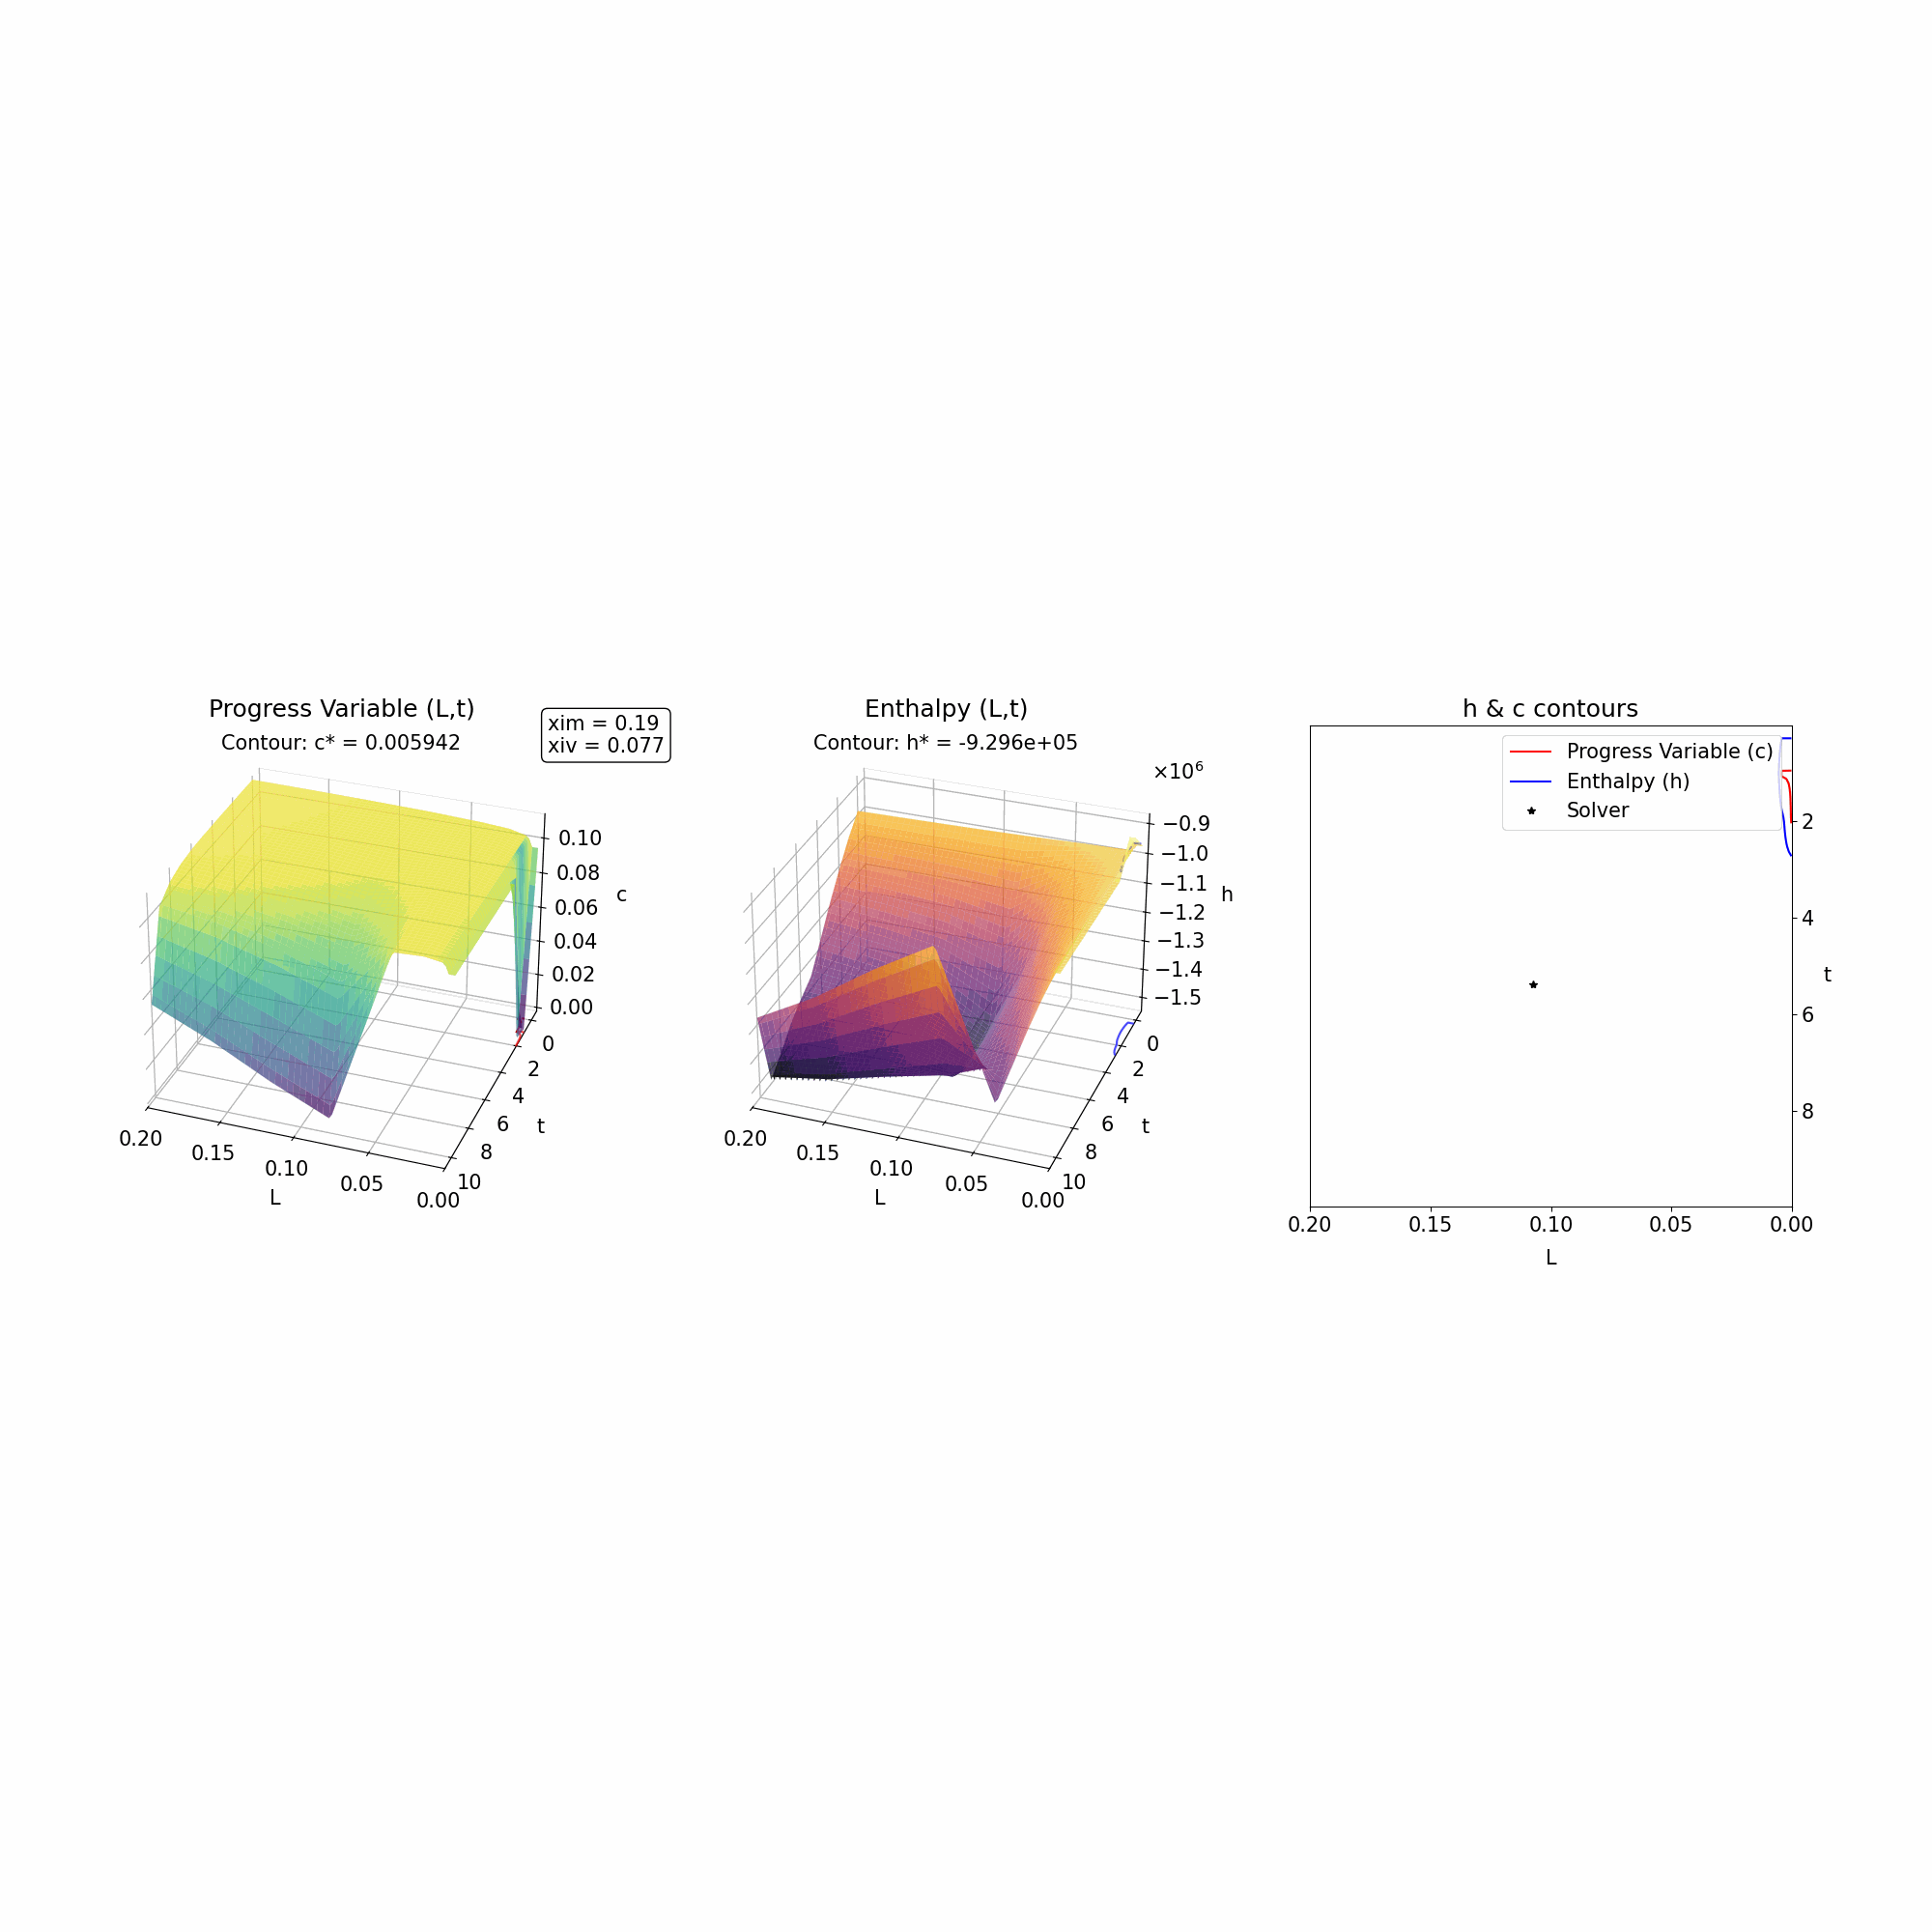 Progress Variable (L,t)
Contour: c* = 0.005942
xim = 0.19
xiv = 0.077
0.10
0.08
0.06
0.04
0.02
0.00
c
0
2
4
6
8
10
t
0.20
0.15
0.10
0.05
0.00
L
Enthalpy (L,t)
Contour: h* = -9.296e+05
×10⁶
−0.9
−1.0
−1.1
−1.2
−1.3
−1.4
−1.5
h
0
2
4
6
8
10
t
0.20
0.15
0.10
0.05
0.00
L
h & c contours
Progress Variable (c)
Enthalpy (h)
Solver
2
4
6
8
t
0.20 0.15 0.10 0.05 0.00
L